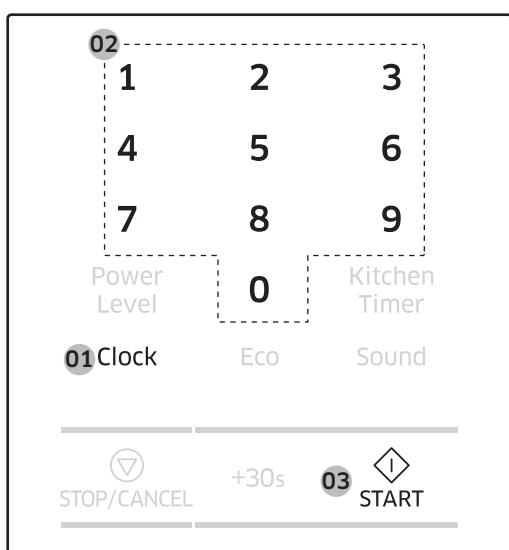 02
1 2 3
4 5 6
7 8 9
Power Kitchen
Level 0 Timer
01 Clock Eco Sound
+30s 03
STOP/CANCEL START